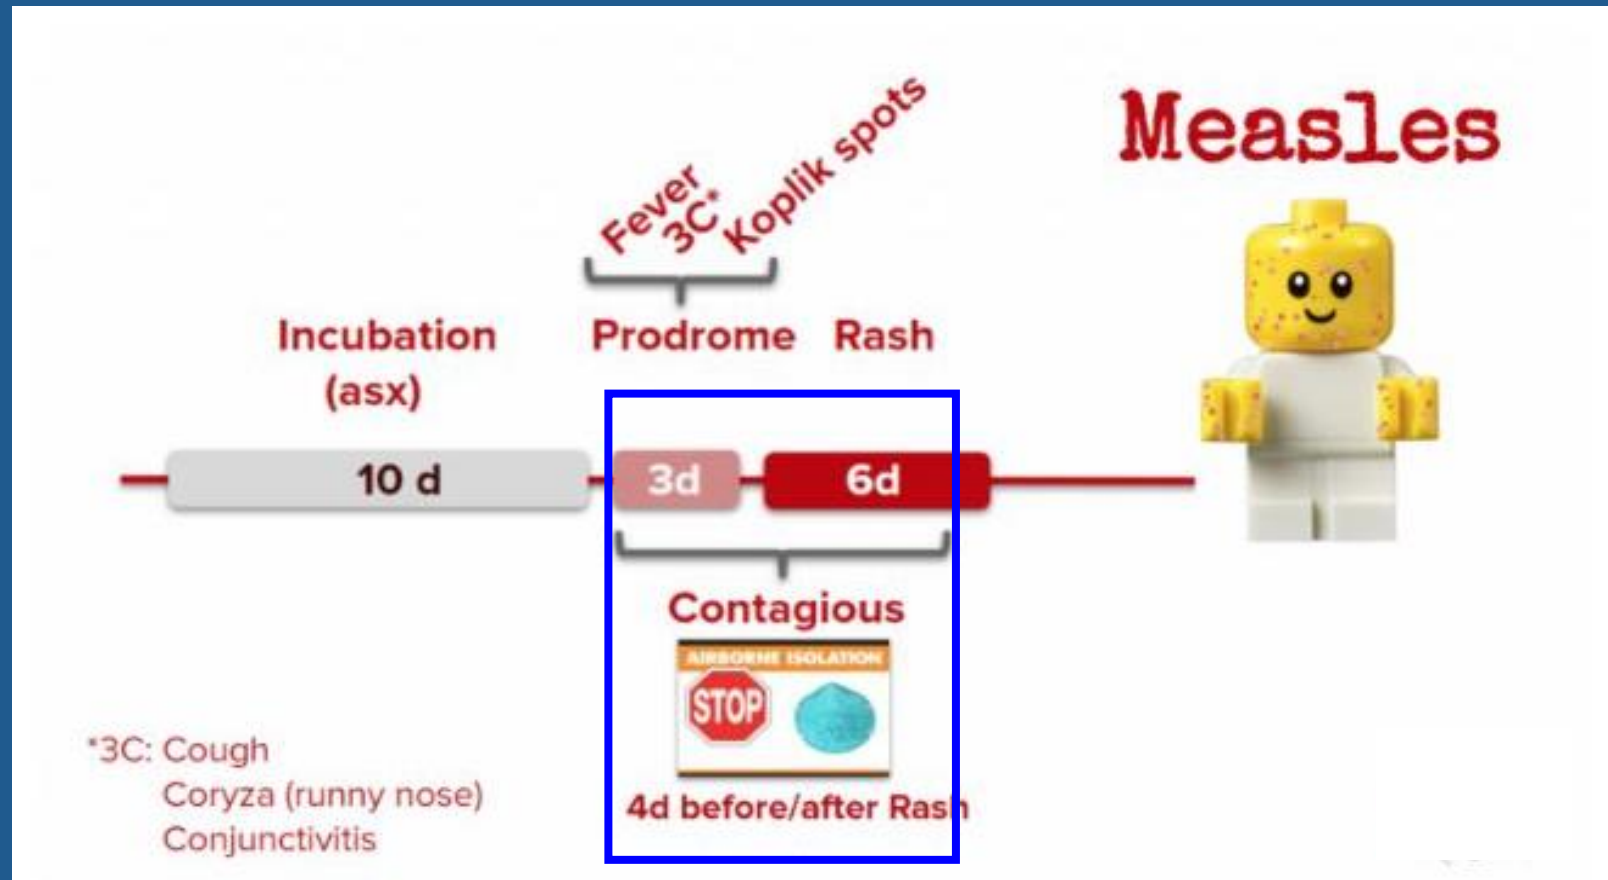 Measles
Fever
3C*
Koplik spots
Incubation
(asx)
Prodrome
Rash
10 d
3d
6d
Contagious
AIRBORNE ISOLATION
STOP
4d before/after Rash
*3C: Cough
Coryza (runny nose)
Conjunctivitis